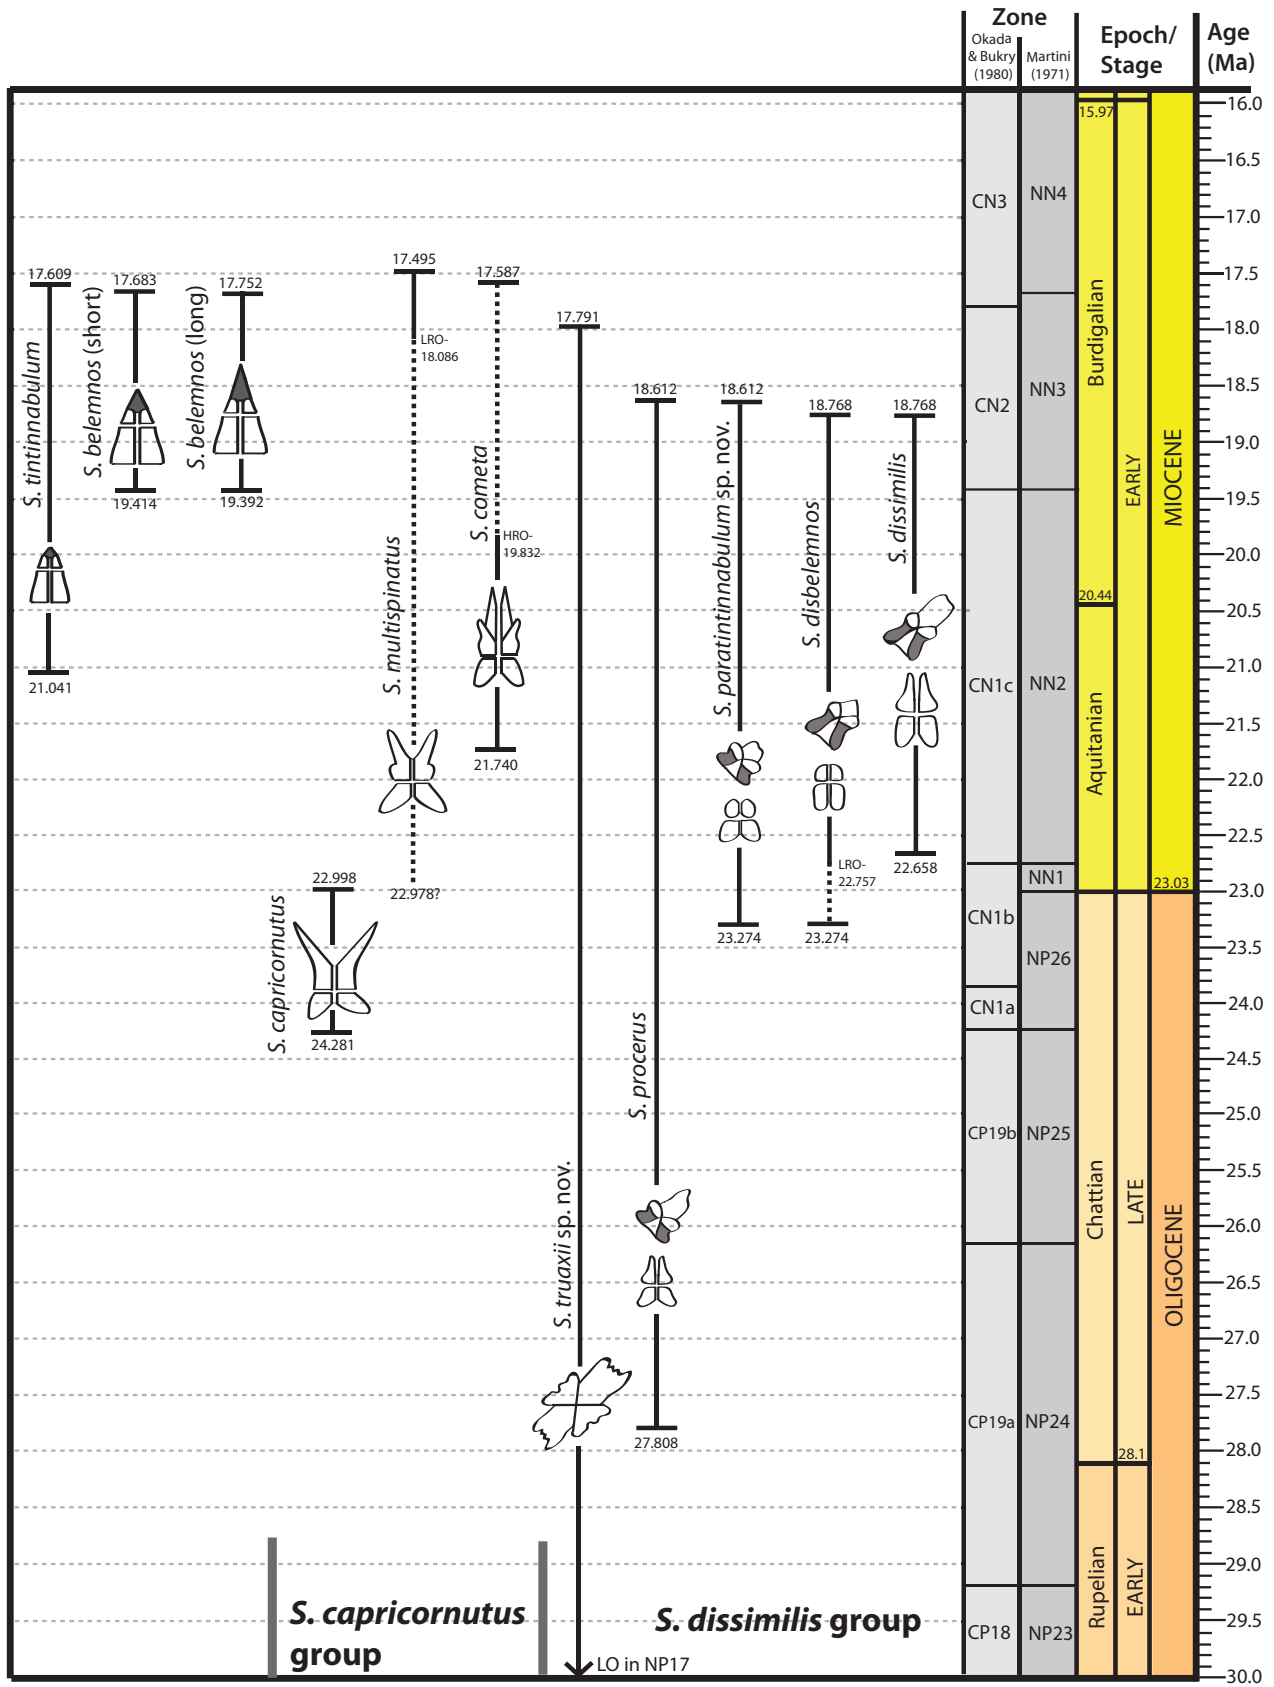 Zone
Okada
& Bukry
(1980)
Martini
(1971)
Epoch/
Stage
Age
(Ma)
17.609
S. tintinnabulum
21.041
17.683
S. belemnos (short)
19.414
17.752
S. belemnos (long)
19.392
22.998
S. capricornutus
24.281
17.495
LRO-
18.086
S. multispinatus
22.978?
17.587
S. cometa
HRO-
19.832
21.740
17.791
S. truaxii sp. nov.
LO in NP17
18.612
S. procerus
27.808
18.612
S. paratintinnabulum sp. nov.
23.274
18.768
S. disbelemnos
LRO-
22.757
23.274
18.768
S. dissimilis
22.658
S. capricornutus
group
S. dissimilis group
CN3
CN2
CN1c
CN1b
CN1a
CP19b
CP19a
CP18
NN4
NN3
NN2
NN1
NP26
NP25
NP24
NP23
15.97
Burdigalian
20.44
Aquitanian
Chattian
Rupelian
EARLY
LATE
28.1
EARLY
MIOCENE
23.03
OLIGOCENE
16.0
16.5
17.0
17.5
18.0
18.5
19.0
19.5
20.0
20.5
21.0
21.5
22.0
22.5
23.0
23.5
24.0
24.5
25.0
25.5
26.0
26.5
27.0
27.5
28.0
28.5
29.0
29.5
30.0